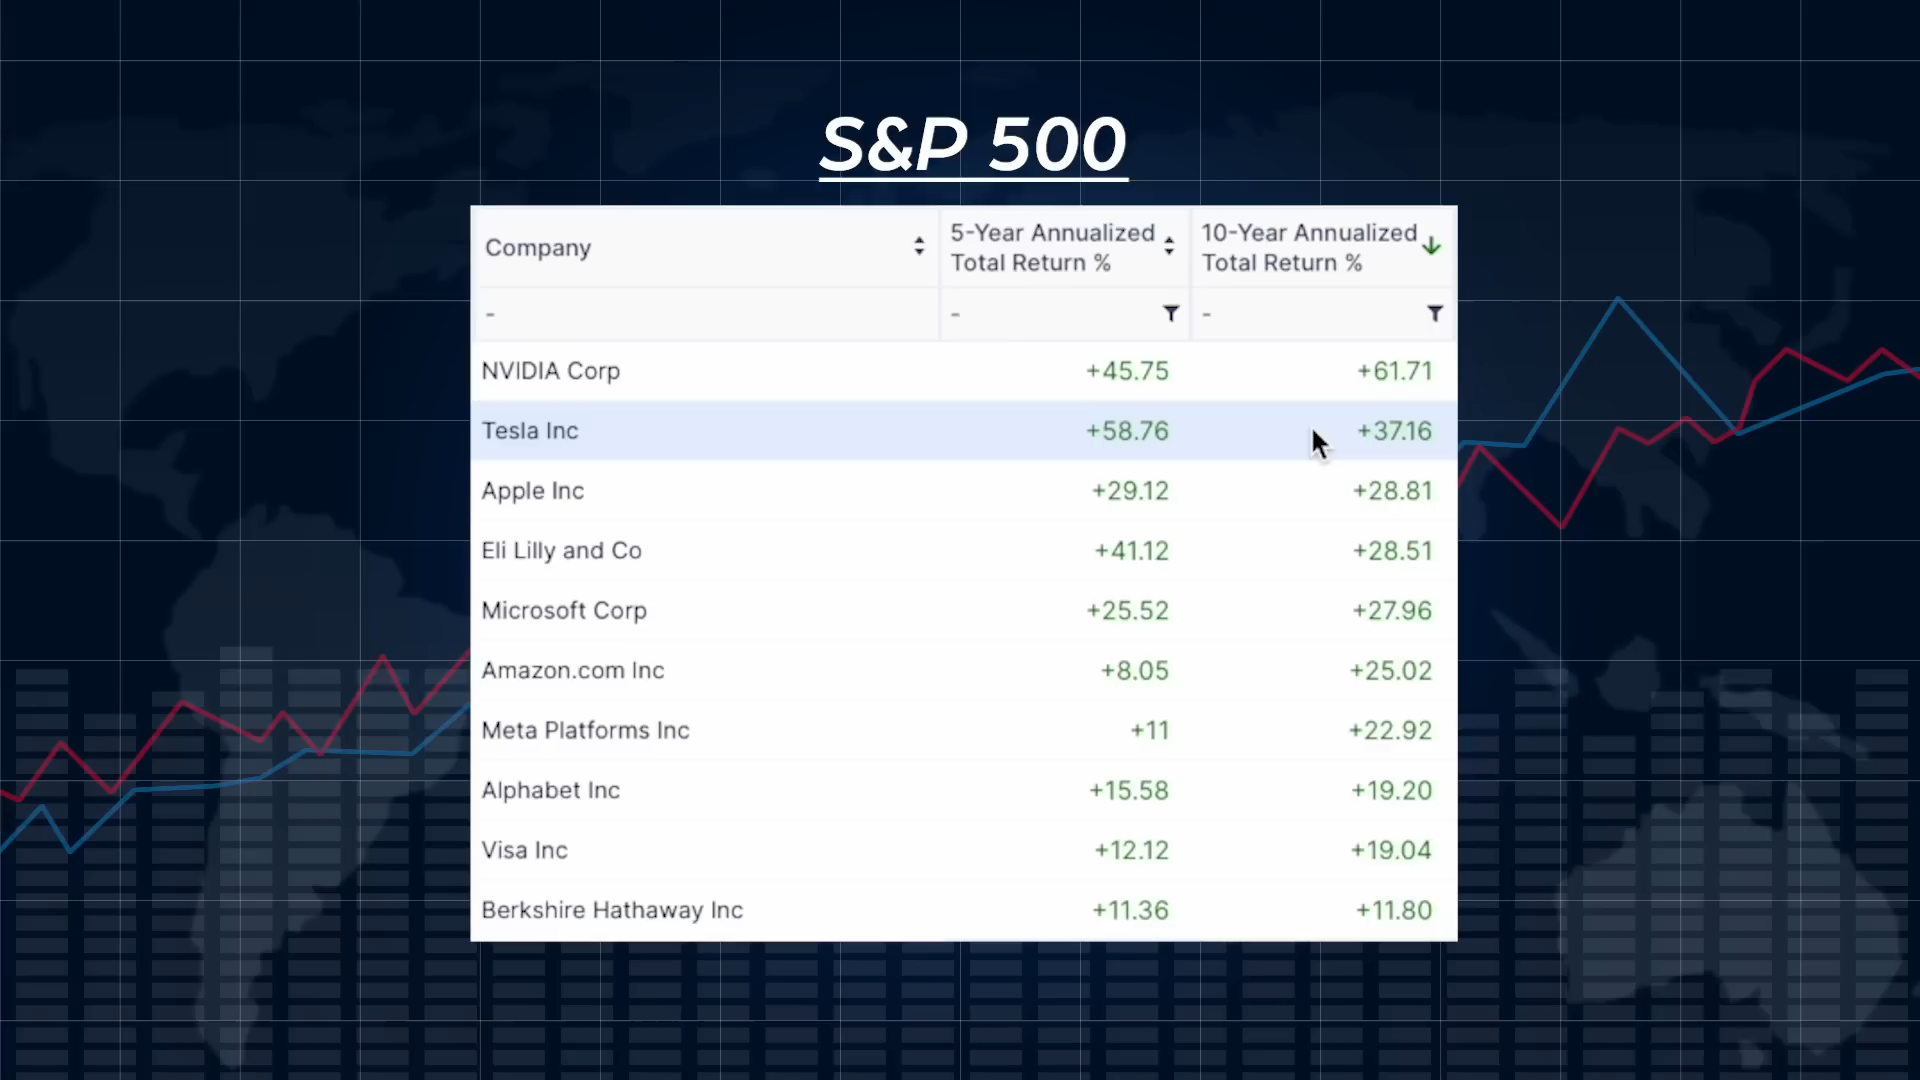 S&P 500
Company
5-Year Annualized
Total Return %
10-Year Annualized
Total Return %
- - -
NVIDIA Corp +45.75 +61.71
Tesla Inc +58.76 +37.16
Apple Inc +29.12 +28.81
Eli Lilly and Co +41.12 +28.51
Microsoft Corp +25.52 +27.96
Amazon.com Inc +8.05 +25.02
Meta Platforms Inc +11 +22.92
Alphabet Inc +15.58 +19.20
Visa Inc +12.12 +19.04
Berkshire Hathaway Inc +11.36 +11.80